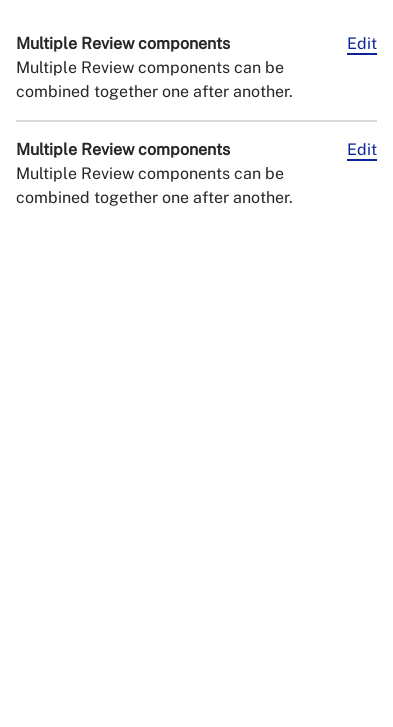 Multiple Review components
Edit
Multiple Review components can be
combined together one after another.
Multiple Review components
Edit
Multiple Review components can be
combined together one after another.